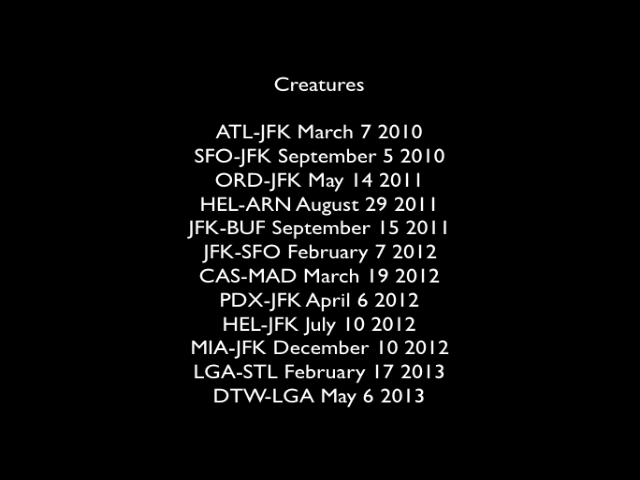 Creatures
ATL-JFK March 7 2010
SFO-JFK September 5 2010
ORD-JFK May 14 2011
HEL-ARN August 29 2011
JFK-BUF September 15 2011
JFK-SFO February 7 2012
CAS-MAD March 19 2012
PDX-JFK April 6 2012
HEL-JFK July 10 2012
MIA-JFK December 10 2012
LGA-STL February 17 2013
DTW-LGA May 6 2013